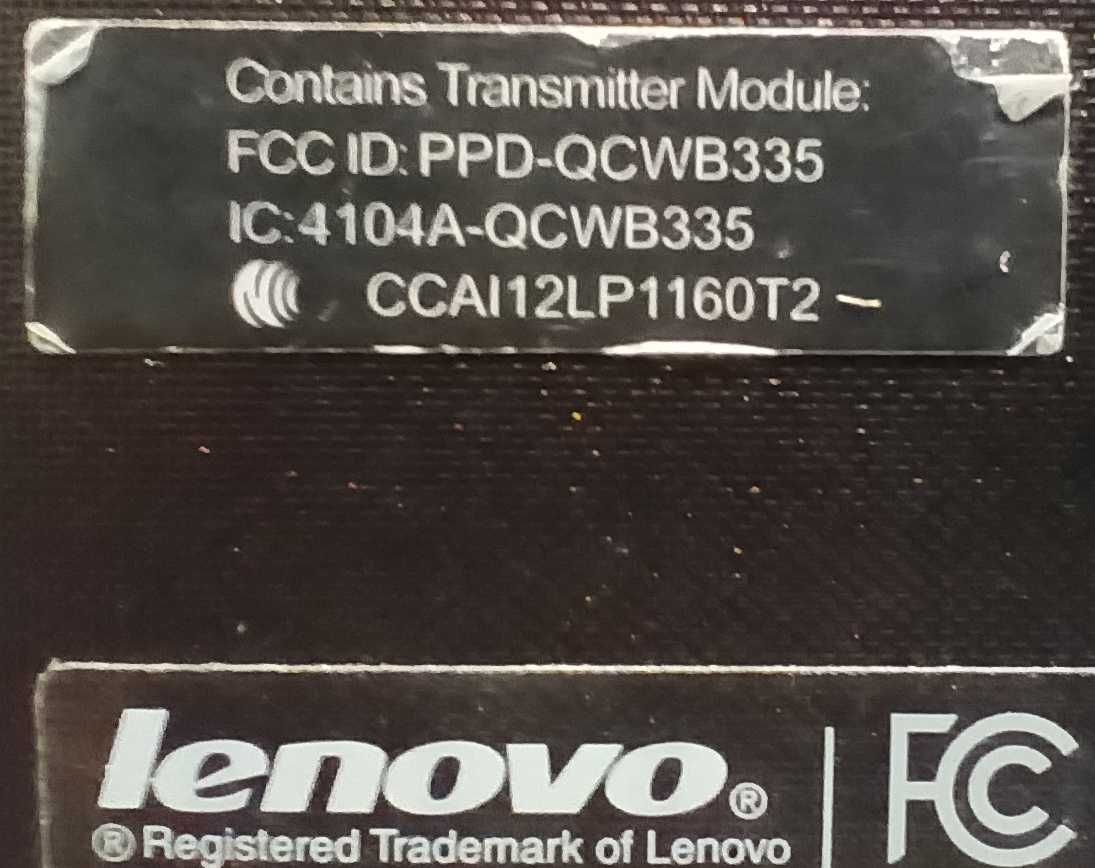 Contains Transmitter Module:
FCC ID: PPD-QCWB335
IC:4104A-QCWB335
CCAI12LP1160T2
lenovo® FC
® Registered Trademark of Lenovo